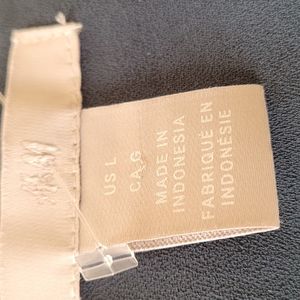 US L
CA G
MADE IN
INDONESIA
FABRIQUÉ EN
INDONÉSIE